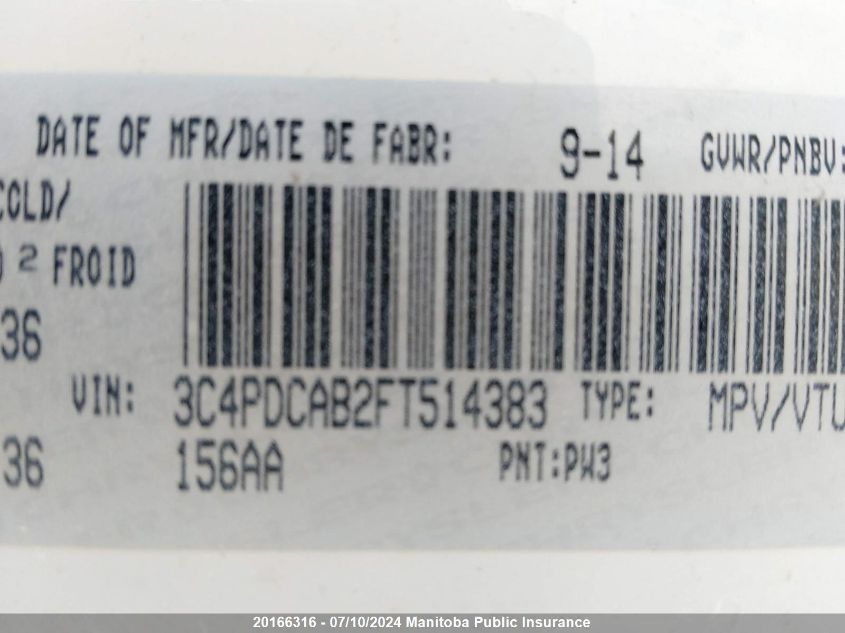 DATE OF MFR/DATE DE FABR: 9-14 GVWR/PNBV:
COLD/
2 FROID
36
VIN: 3C4PDCAB2FT514383 TYPE: MPV/VTU
36 156AA PNT:PW3
20166316 - 07/10/2024 Manitoba Public Insurance